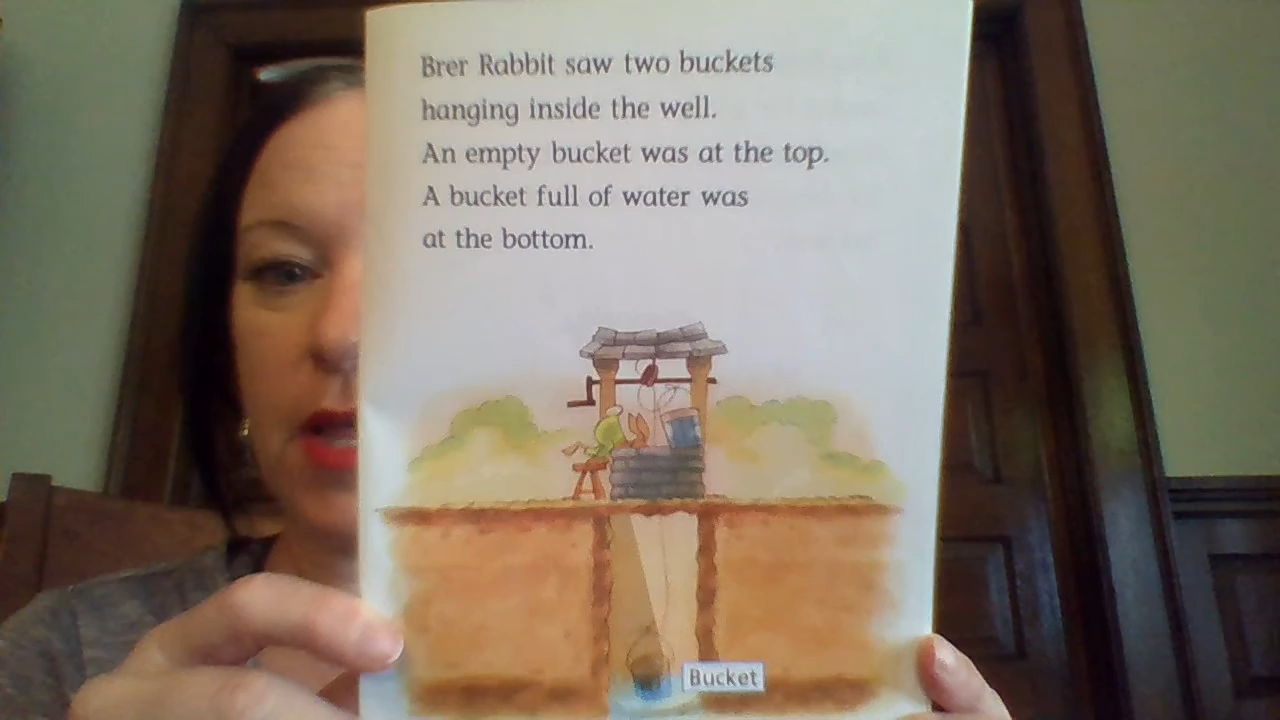 Brer Rabbit saw two buckets
hanging inside the well.
An empty bucket was at the top.
A bucket full of water was
at the bottom.
Bucket